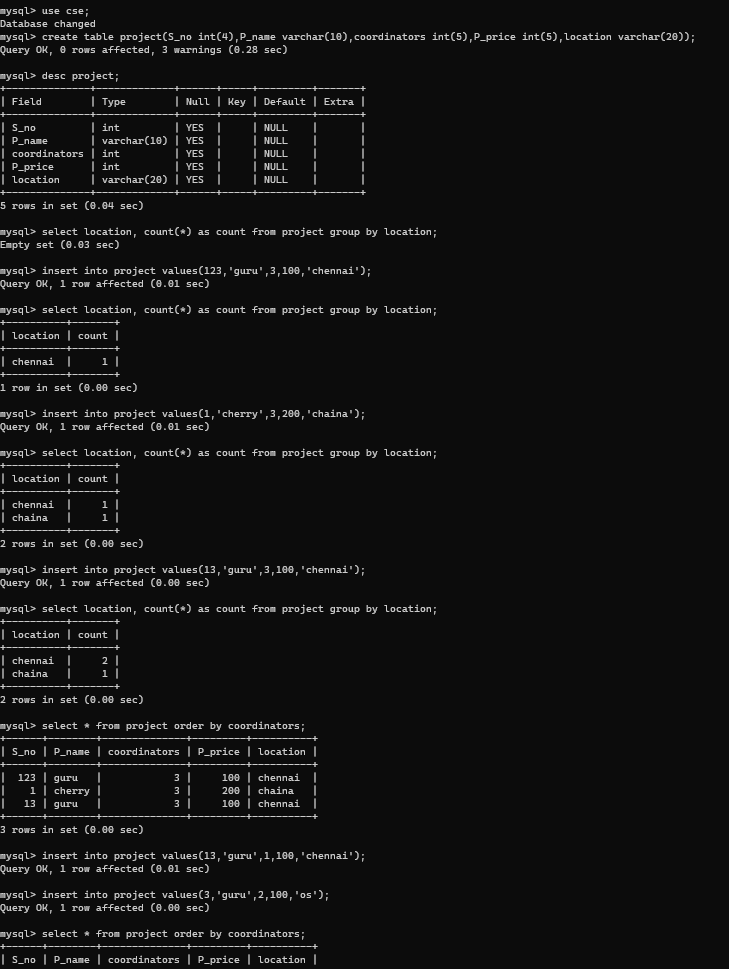 mysql> use cse;
Database changed
mysql> create table project(S_no int(4),P_name varchar(10),coordinators int(5),P_price int(5),location varchar(20));
Query OK, 0 rows affected, 3 warnings (0.28 sec)

mysql> desc project;
+--------------+-------------+------+-----+---------+-------+
| Field        | Type        | Null | Key | Default | Extra |
+--------------+-------------+------+-----+---------+-------+
| S_no         | int         | YES  |     | NULL    |       |
| P_name       | varchar(10) | YES  |     | NULL    |       |
| coordinators | int         | YES  |     | NULL    |       |
| P_price      | int         | YES  |     | NULL    |       |
| location     | varchar(20) | YES  |     | NULL    |       |
+--------------+-------------+------+-----+---------+-------+
5 rows in set (0.04 sec)

mysql> select location, count(*) as count from project group by location;
Empty set (0.03 sec)

mysql> insert into project values(123,'guru',3,100,'chennai');
Query OK, 1 row affected (0.01 sec)

mysql> select location, count(*) as count from project group by location;
+----------+-------+
| location | count |
+----------+-------+
| chennai  |     1 |
+----------+-------+
1 row in set (0.00 sec)

mysql> insert into project values(1,'cherry',3,200,'chaina');
Query OK, 1 row affected (0.01 sec)

mysql> select location, count(*) as count from project group by location;
+----------+-------+
| location | count |
+----------+-------+
| chennai  |     1 |
| chaina   |     1 |
+----------+-------+
2 rows in set (0.00 sec)

mysql> insert into project values(13,'guru',3,100,'chennai');
Query OK, 1 row affected (0.00 sec)

mysql> select location, count(*) as count from project group by location;
+----------+-------+
| location | count |
+----------+-------+
| chennai  |     2 |
| chaina   |     1 |
+----------+-------+
2 rows in set (0.00 sec)

mysql> select * from project order by coordinators;
+------+--------+--------------+---------+----------+
| S_no | P_name | coordinators | P_price | location |
+------+--------+--------------+---------+----------+
|  123 | guru   |            3 |     100 | chennai  |
|    1 | cherry |            3 |     200 | chaina   |
|   13 | guru   |            3 |     100 | chennai  |
+------+--------+--------------+---------+----------+
3 rows in set (0.00 sec)

mysql> insert into project values(13,'guru',1,100,'chennai');
Query OK, 1 row affected (0.01 sec)

mysql> insert into project values(3,'guru',2,100,'os');
Query OK, 1 row affected (0.00 sec)

mysql> select * from project order by coordinators;
+------+--------+--------------+---------+----------+
| S_no | P_name | coordinators | P_price | location |